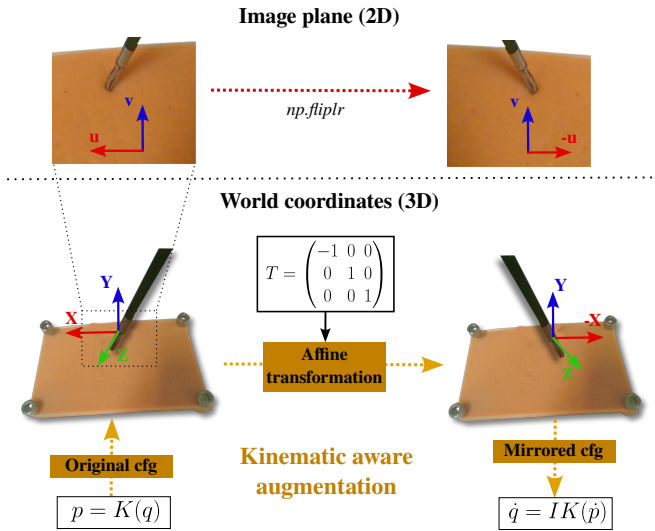 Image plane (2D)
v
u
np.fliplr
v
-u
World coordinates (3D)
T = (−1 0 0
0 1 0
0 0 1)
Y
X
Z
Affine
transformation
Y
-X
Z
Original cfg
Kinematic aware
augmentation
Mirrored cfg
p = K(q)
q̇ = IK(ṗ)